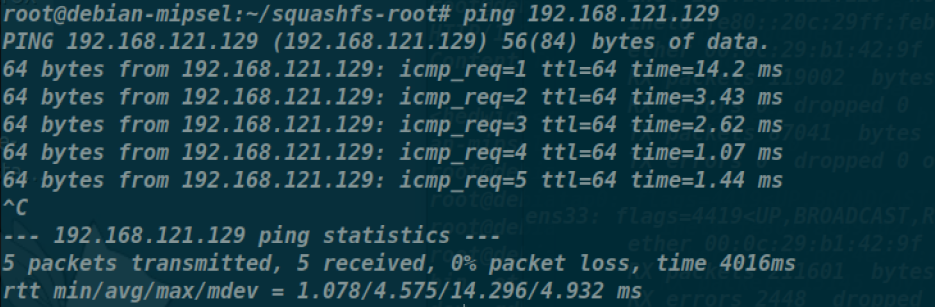 root@debian-mipsel:~/squashfs-root# ping 192.168.121.129
PING 192.168.121.129 (192.168.121.129) 56(84) bytes of data.
64 bytes from 192.168.121.129: icmp_req=1 ttl=64 time=14.2 ms
64 bytes from 192.168.121.129: icmp_req=2 ttl=64 time=3.43 ms
64 bytes from 192.168.121.129: icmp_req=3 ttl=64 time=2.62 ms
64 bytes from 192.168.121.129: icmp_req=4 ttl=64 time=1.07 ms
64 bytes from 192.168.121.129: icmp_req=5 ttl=64 time=1.44 ms
^C
--- 192.168.121.129 ping statistics ---
5 packets transmitted, 5 received, 0% packet loss, time 4016ms
rtt min/avg/max/mdev = 1.078/4.575/14.296/4.932 ms